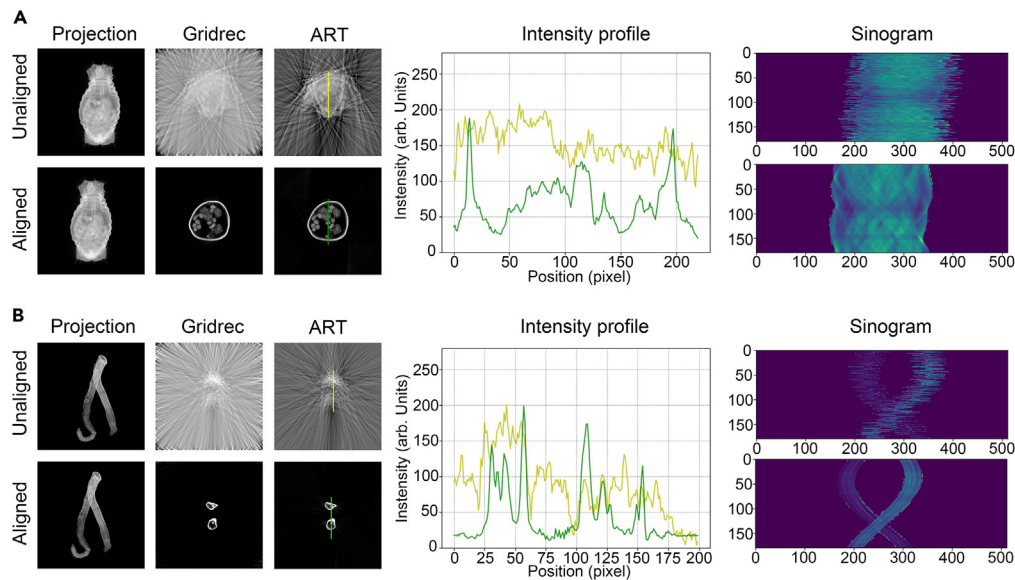 A
Projection Gridrec ART Intensity profile Sinogram
Unaligned
Aligned
Instensity (arb. Units)
250
200
150
100
50
0
0 50 100 150 200
Position (pixel)
0
50
100
150
0 100 200 300 400 500
0
50
100
150
0 100 200 300 400 500
B
Projection Gridrec ART Intensity profile Sinogram
Unaligned
Aligned
Instensity (arb. Units)
250
200
150
100
50
0
0 25 50 75 100 125 150 175 200
Position (pixel)
0
50
100
150
0 100 200 300 400 500
0
50
100
150
0 100 200 300 400 500